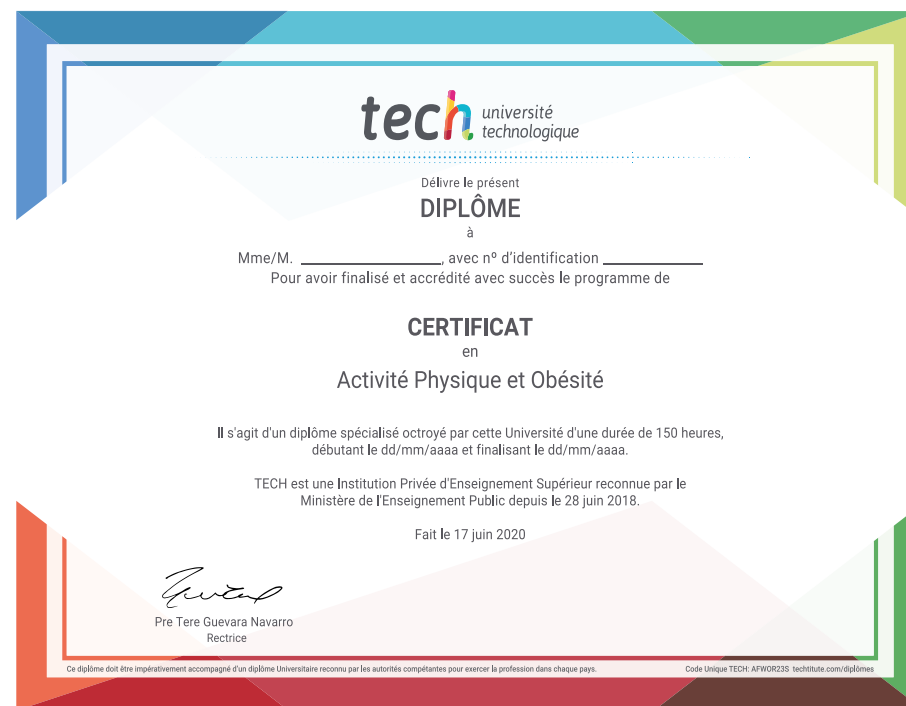 tech université
technologique
Délivre le présent
DIPLÔME
à
Mme/M. ____________________, avec nº d'identification ______________
Pour avoir finalisé et accrédité avec succès le programme de
CERTIFICAT
en
Activité Physique et Obésité
Il s'agit d'un diplôme spécialisé octroyé par cette Université d'une durée de 150 heures,
débutant le dd/mm/aaaa et finalisant le dd/mm/aaaa.
TECH est une Institution Privée d'Enseignement Supérieur reconnue par le
Ministère de l'Enseignement Public depuis le 28 juin 2018.
Fait le 17 juin 2020
Pre Tere Guevara Navarro
Rectrice
Ce diplôme doit être impérativement accompagné d'un diplôme Universitaire reconnu par les autorités compétantes pour exercer la profession dans chaque pays.
Code Unique TECH: AFWOR23S techtitute.com/diplômes